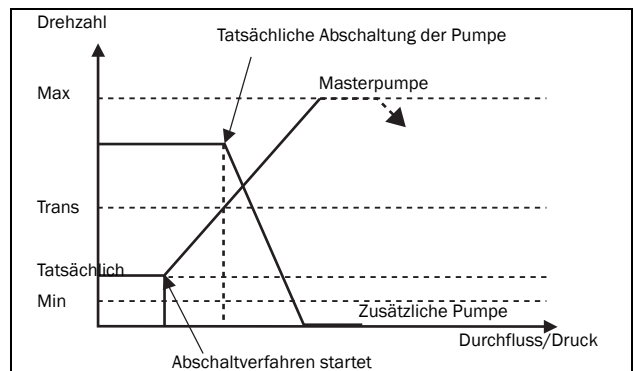 Drehzahl
Tatsächliche Abschaltung der Pumpe
Masterpumpe
Max
Trans
Tatsächlich
Min
Zusätzliche Pumpe
Durchfluss/Druck
Abschaltverfahren startet